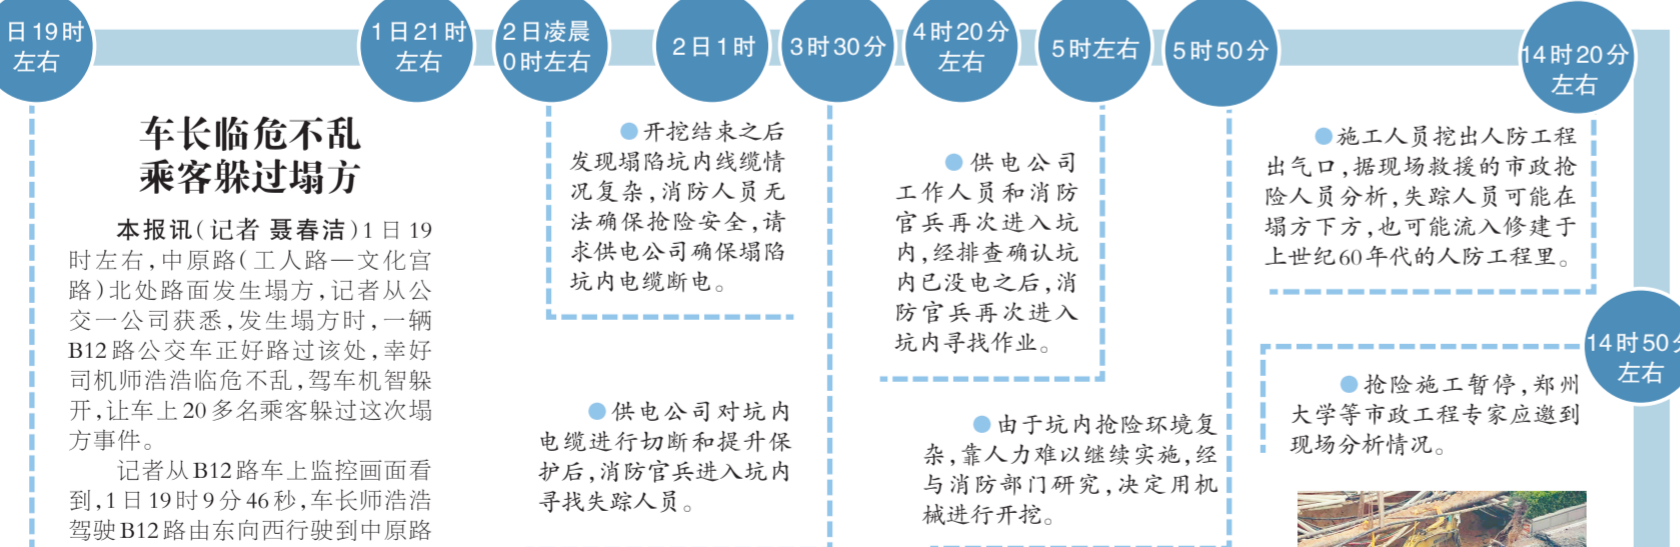 日19时
左右
1日21时
左右
2日凌晨
0时左右
2日1时
3时30分
4时20分
左右
5时左右
5时50分
14时20分
左右
车长临危不乱
乘客躲过塌方
本报讯(记者 聂春洁)1日19
时左右,中原路(工人路—文化宫
路)北处路面发生塌方,记者从公
交一公司获悉,发生塌方时,一辆
B12路公交车正好路过该处,幸好
司机师浩浩临危不乱,驾车机智躲
开,让车上20多名乘客躲过这次塌
方事件。
记者从B12路车上监控画面看
到,1日19时9分46秒,车长师浩浩
驾驶B12路由东向西行驶到中原路
●开挖结束之后
发现塌陷坑内线缆情
况复杂,消防人员无
法确保抢险安全,请
求供电公司确保塌陷
坑内电缆断电。
●供电公司对坑内
电缆进行切断和提升保
护后,消防官兵进入坑内
寻找失踪人员。
●供电公司
工作人员和消防
官兵再次进入坑
内,经排查确认坑
内已没电之后,消
防官兵再次进入
坑内寻找作业。
●由于坑内抢险环境复
杂,靠人力难以继续实施,经
与消防部门研究,决定用机
械进行开挖。
●施工人员挖出人防工程
出气口,据现场救援的市政抢
险人员分析,失踪人员可能在
塌方下方,也可能流入修建于
上世纪60年代的人防工程里。
14时50分
左右
●抢险施工暂停,郑州
大学等市政工程专家应邀到
现场分析情况。